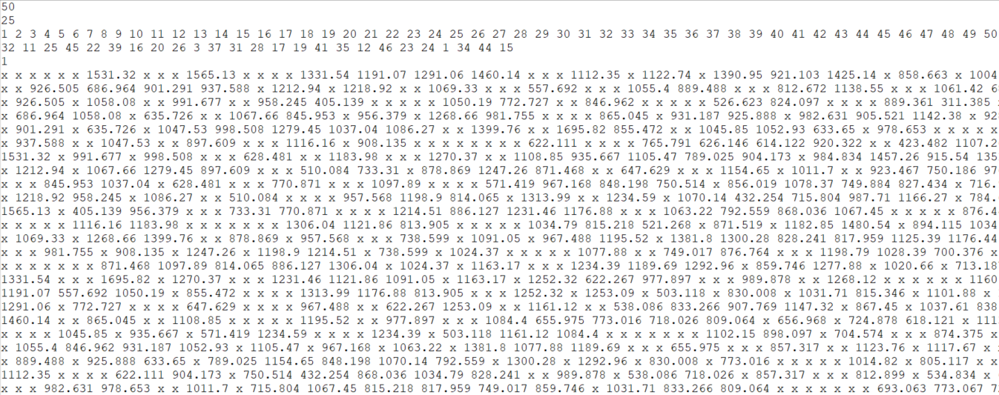 50
25
1 2 3 4 5 6 7 8 9 10 11 12 13 14 15 16 17 18 19 20 21 22 23 24 25 26 27 28 29 30 31 32 33 34 35 36 37 38 39 40 41 42 43 44 45 46 47 48 49 50
32 11 25 45 22 39 16 20 26 3 37 31 28 17 19 41 35 12 46 23 24 1 34 44 15
1
x x x x x x 1531.32 x x x 1565.13 x x x x 1331.54 1191.07 1291.06 1460.14 x x x 1112.35 x 1122.74 x 1390.95 921.103 1425.14 x 858.663 x 1004
x x 926.505 686.964 901.291 937.588 x 1212.94 x 1218.92 x x 1069.33 x x x 557.692 x x x 1055.4 889.488 x x x 812.672 1138.55 x x x 1061.42
x 926.505 x 1058.08 x x 991.677 x x 958.245 405.139 x x x x x 1050.19 772.727 x x 846.962 x x x x x 526.623 824.097 x x x x 889.361 311.385
x 686.964 1058.08 x 635.726 x x 1067.66 845.953 x 956.379 x 1268.66 981.755 x x x x 865.045 x 931.187 925.888 x 982.631 905.521 1142.38 x
x 901.291 x 635.726 x 1047.53 998.508 1279.45 1037.04 1086.27 x x 1399.76 x x 1695.82 855.472 x x 1045.85 1052.93 633.65 x 978.653 x x x x x x
x 937.588 x x 1047.53 x x 897.609 x x x 1116.16 x 908.135 x x x x x x x x 622.111 x x x x 765.791 626.146 614.122 920.322 x x 423.482 1107.2
1531.32 x 991.677 x 998.508 x x x 628.481 x x 1183.98 x x x 1270.37 x x 1108.85 935.667 1105.47 789.025 904.173 x 984.834 1457.26 915.54 135
x 1212.94 x 1067.66 1279.45 897.609 x x x 510.084 733.31 x 878.869 1247.26 871.468 x x 647.629 x x x 1154.65 x 1011.7 x x 923.467 750.186 97
x x x 845.953 1037.04 x 628.481 x x x 770.871 x x x 1097.89 x x x x 571.419 967.168 848.198 750.514 x 856.019 1078.37 749.884 827.434 x 716.
x 1218.92 958.245 x 1086.27 x x 510.084 x x x x 957.568 1198.9 814.065 x 1313.99 x x 1234.59 x 1070.14 432.254 715.804 987.71 1166.27 x 784.
1565.13 x 405.139 956.379 x x x 733.31 770.871 x x x x 1214.51 886.127 1231.46 1176.88 x x x 1063.22 792.559 868.036 1067.45 x x x x x 876.4
x x x x x 1116.16 1183.98 x x x x x x x 1306.04 1121.86 813.905 x x x x x 1034.79 815.218 521.268 x 871.519 x 1182.85 1480.54 x 894.115 1034
x 1069.33 x 1268.66 1399.76 x x 878.869 x 957.568 x x x 738.599 x 1091.05 x 967.488 1195.52 x 1381.8 1300.28 828.241 817.959 1125.39 1176.44
x x x 981.755 x 908.135 x 1247.26 x 1198.9 1214.51 x 738.599 x 1024.37 x x x x x 1077.88 x x 749.017 876.764 x x x 1198.79 1028.39 700.376 x
x x x x x x x 871.468 1097.89 814.065 886.127 1306.04 x 1024.37 x 1163.17 x x x 1234.39 1189.69 1292.96 x 859.746 1277.88 x 1020.66 x 713.18
1331.54 x x x 1695.82 x 1270.37 x x x 1231.46 1121.86 1091.05 x 1163.17 x 1252.32 622.267 977.897 x x x 989.878 x x 1268.12 x x x x x x 1160
1191.07 557.692 1050.19 x 855.472 x x x x 1313.99 1176.88 813.905 x x x 1252.32 x 1253.09 x 503.118 x 830.008 x 1031.71 815.346 x 1101.88 x
1291.06 x 772.727 x x x x 647.629 x x x x 967.488 x x 622.267 1253.09 x x 1161.12 x x 538.086 833.266 907.769 1147.32 x 867.45 x 1037.61 838
1460.14 x x 865.045 x x 1108.85 x x x x x 1195.52 x x 977.897 x x x 1084.4 655.975 773.016 718.026 809.064 x 656.968 x 724.878 618.121 x 111
x x x x 1045.85 x 935.667 x 571.419 1234.59 x x x x 1234.39 x 503.118 1161.12 1084.4 x x x x x x x 1102.15 898.097 x 704.574 x x x 874.375 x
x 1055.4 846.962 931.187 1052.93 x 1105.47 x 967.168 x 1063.22 x 1381.8 1077.88 1189.69 x x x 655.975 x x x 857.317 x x 1123.76 x 1117.67 x x
x 889.488 x 925.888 633.65 x 789.025 1154.65 848.198 1070.14 792.559 x 1300.28 x 1292.96 x 830.008 x 773.016 x x x x x 1014.82 x 805.117 x x
1112.35 x x x x 622.111 904.173 x 750.514 432.254 868.036 1034.79 828.241 x x 989.878 x 538.086 718.026 x 857.317 x x x 812.899 x 534.834 x
x x x 982.631 978.653 x x 1011.7 x 715.804 1067.45 815.218 817.959 749.017 859.746 x 1031.71 833.266 809.064 x x x x x x x 693.063 773.067